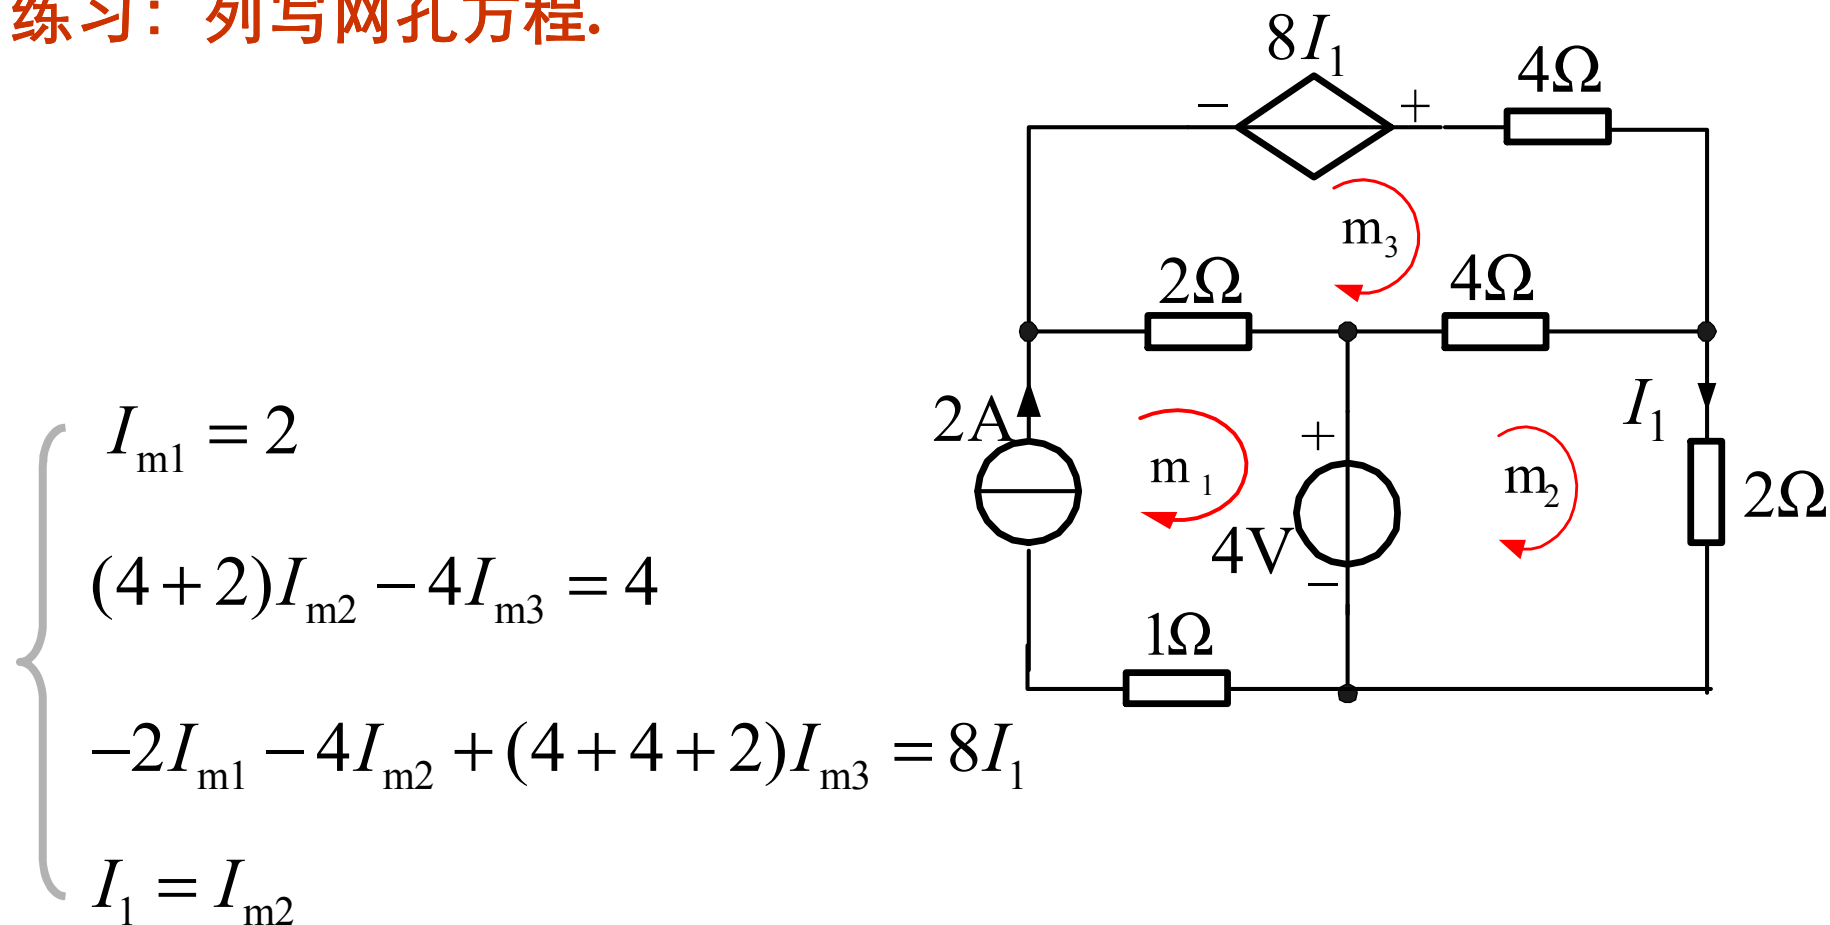 练习：列写网孔方程.
8I₁
− +
4Ω
m₃
2Ω
4Ω
2A
m ₁
+
4V
−
m₂
I₁
2Ω
1Ω
Iₘ₁ = 2
(4 + 2)Iₘ₂ − 4Iₘ₃ = 4
−2Iₘ₁ − 4Iₘ₂ + (4 + 4 + 2)Iₘ₃ = 8I₁
I₁ = Iₘ₂